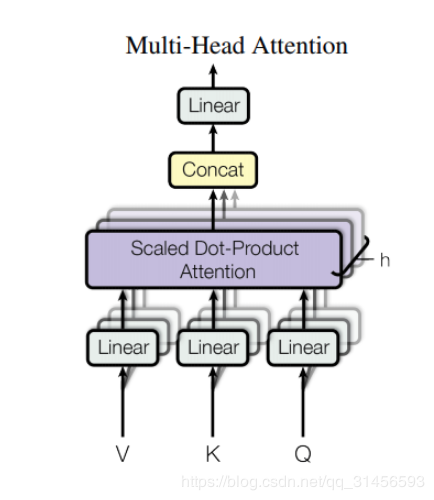 Multi-Head Attention
Linear
Concat
Scaled Dot-Product
Attention
h
Linear Linear Linear
V K Q
https://blog.csdn.net/qq_31456593